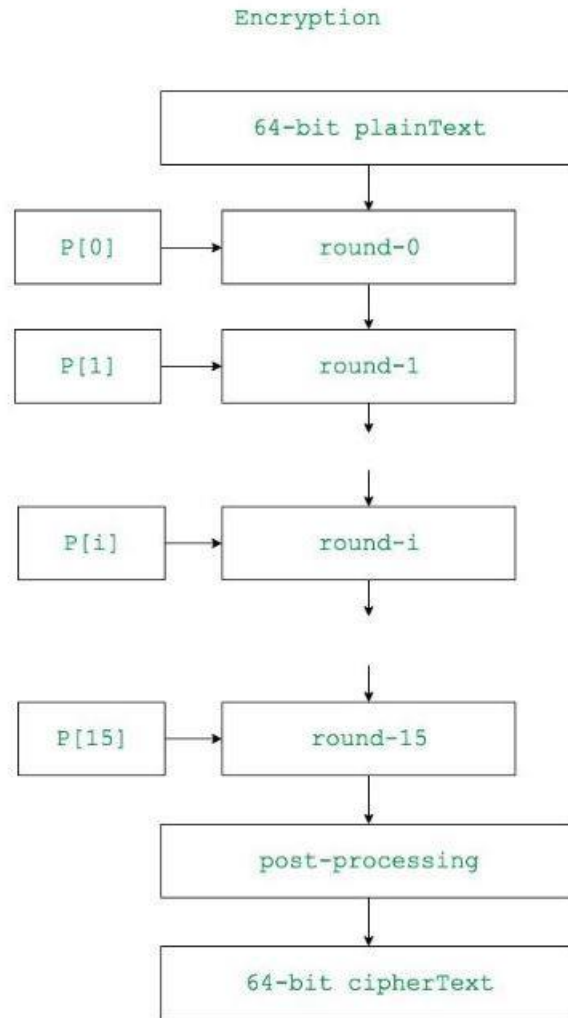 Encryption
64-bit plainText
P[0]
round-0
P[1]
round-1
P[i]
round-i
P[15]
round-15
post-processing
64-bit cipherText